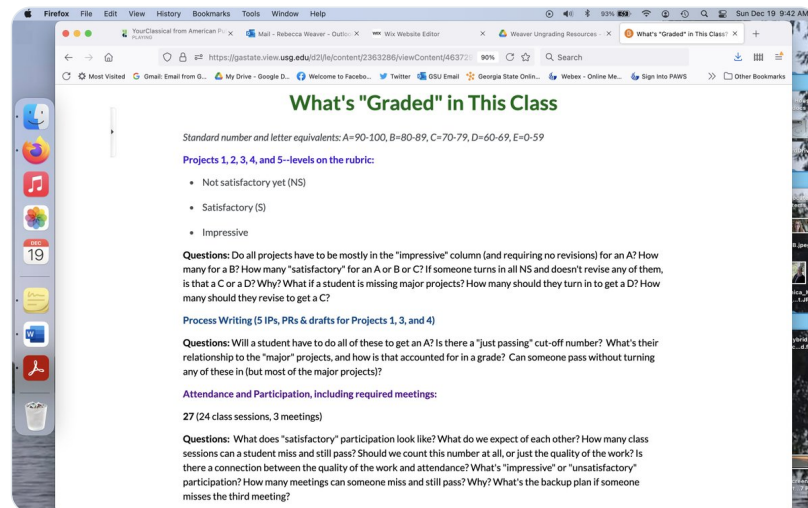 Firefox File Edit View History Bookmarks Tools Window Help 93% Sun Dec 19 9:42 AM
YourClassical from American Pu
PLAYING
Mail - Rebecca Weaver - Outloo
WIX Wix Website Editor
Weaver Ungrading Resources -
What's "Graded" in This Class?
https://gastate.view.usg.edu/d2l/le/content/2363286/viewContent/463729 90% Search
Most Visited Gmail: Email from G... My Drive - Google D... Welcome to Facebo... Twitter GSU Email Georgia State Onlin... Webex - Online Me... Sign Into PAWS Other Bookmarks
What's "Graded" in This Class
Standard number and letter equivalents: A=90-100, B=80-89, C=70-79, D=60-69, E=0-59
Projects 1, 2, 3, 4, and 5--levels on the rubric:
Not satisfactory yet (NS)
Satisfactory (S)
Impressive
Questions: Do all projects have to be mostly in the "impressive" column (and requiring no revisions) for an A? How
many for a B? How many "satisfactory" for an A or B or C? If someone turns in all NS and doesn't revise any of them,
is that a C or a D? Why? What if a student is missing major projects? How many should they turn in to get a D? How
many should they revise to get a C?
Process Writing (5 IPs, PRs & drafts for Projects 1, 3, and 4)
Questions: Will a student have to do all of these to get an A? Is there a "just passing" cut-off number? What's their
relationship to the "major" projects, and how is that accounted for in a grade? Can someone pass without turning
any of these in (but most of the major projects)?
Attendance and Participation, including required meetings:
27 (24 class sessions, 3 meetings)
Questions: What does "satisfactory" participation look like? What do we expect of each other? How many class
sessions can a student miss and still pass? Should we count this number at all, or just the quality of the work? Is
there a connection between the quality of the work and attendance? What's "impressive" or "unsatisfactory"
participation? How many meetings can someone miss and still pass? Why? What's the backup plan if someone
misses the third meeting?
DEC
19
W